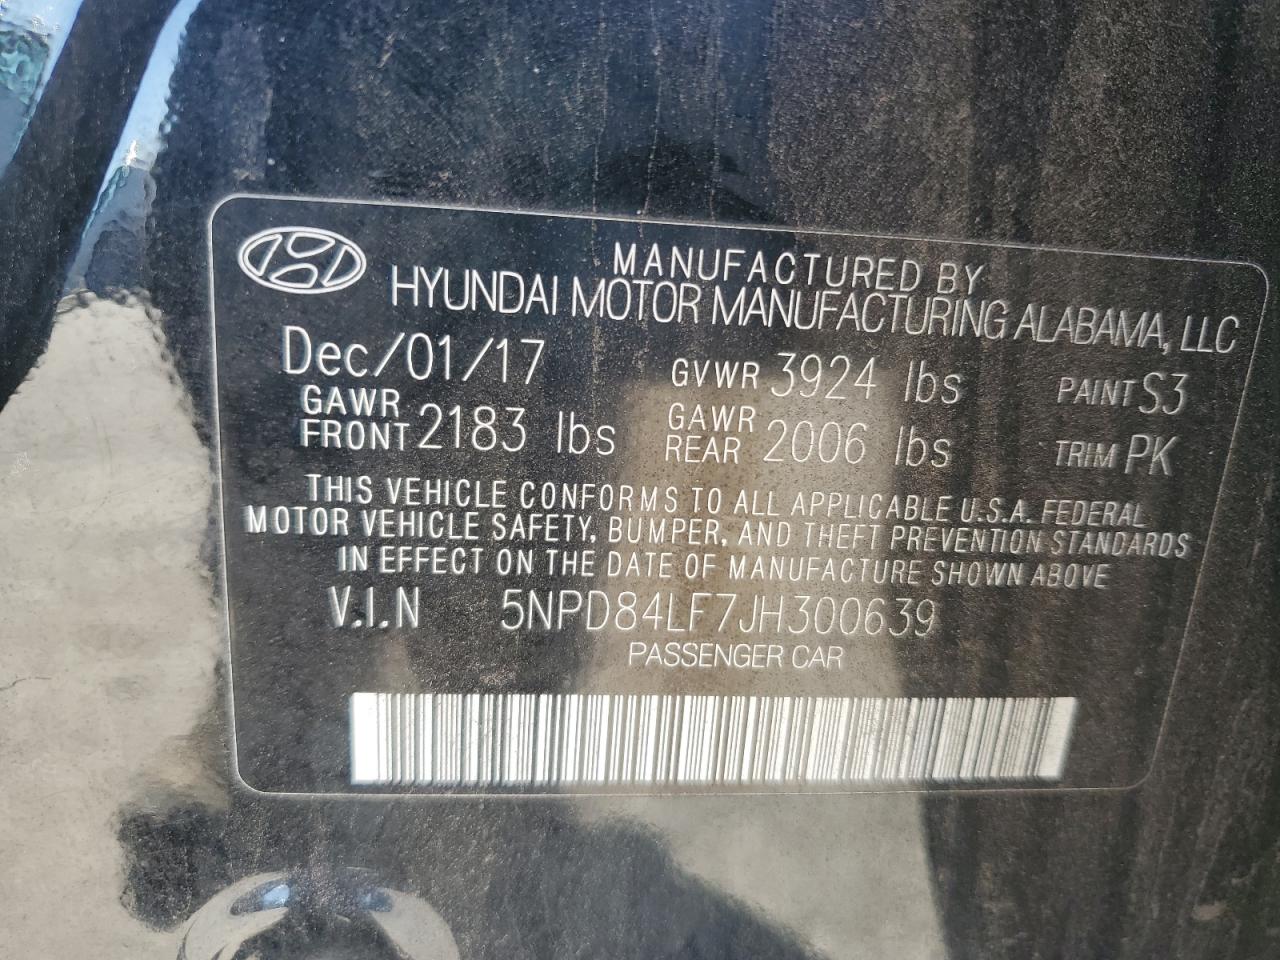 MANUFACTURED BY
HYUNDAI MOTOR MANUFACTURING ALABAMA, LLC
Dec/01/17 GVWR 3924 lbs PAINT S3
GAWR FRONT 2183 lbs GAWR REAR 2006 lbs TRIM PK
THIS VEHICLE CONFORMS TO ALL APPLICABLE U.S.A. FEDERAL
MOTOR VEHICLE SAFETY, BUMPER, AND THEFT PREVENTION STANDARDS
IN EFFECT ON THE DATE OF MANUFACTURE SHOWN ABOVE
V.I.N 5NPD84LF7JH300639
PASSENGER CAR